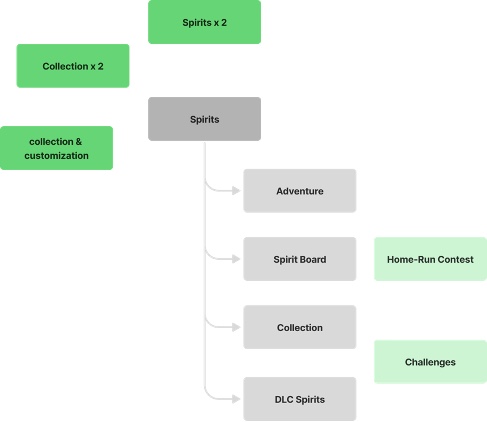 Spirits x 2
Collection x 2
Spirits
collection &
customization
Adventure
Spirit Board
Home-Run Contest
Collection
Challenges
DLC Spirits